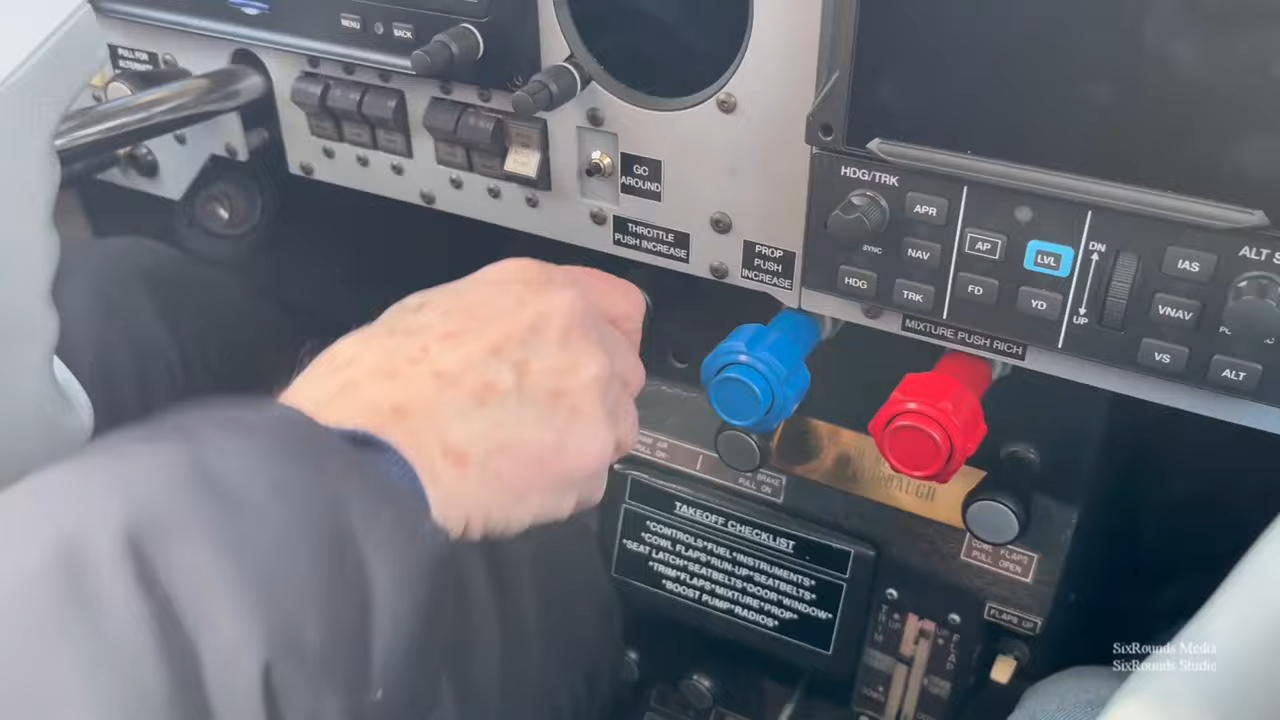 MENU
BACK
PULL FOR
ALTERNATE
GO
AROUND
THROTTLE
PUSH INCREASE
PROP
PUSH
INCREASE
HDG/TRK
APR
SYNC
NAV
HDG
TRK
AP
LVL
FD
YD
DN
UP
IAS
VNAV
VS
ALT
ALT S
MIXTURE PUSH RICH
BRAKE
PULL ON
TAKEOFF CHECKLIST
*CONTROLS*FUEL*INSTRUMENTS*
*COWL FLAPS*RUN-UP*SEATBELTS*
*SEAT LATCH*SEATBELTS*DOOR*WINDOW*
*TRIM*FLAPS*MIXTURE*PROP*
*BOOST PUMP*RADIOS*
COWL FLAPS
PULL OPEN
FLAPS UP
TRIM
UP
FLAP
SixRounds Media
SixRounds Studio